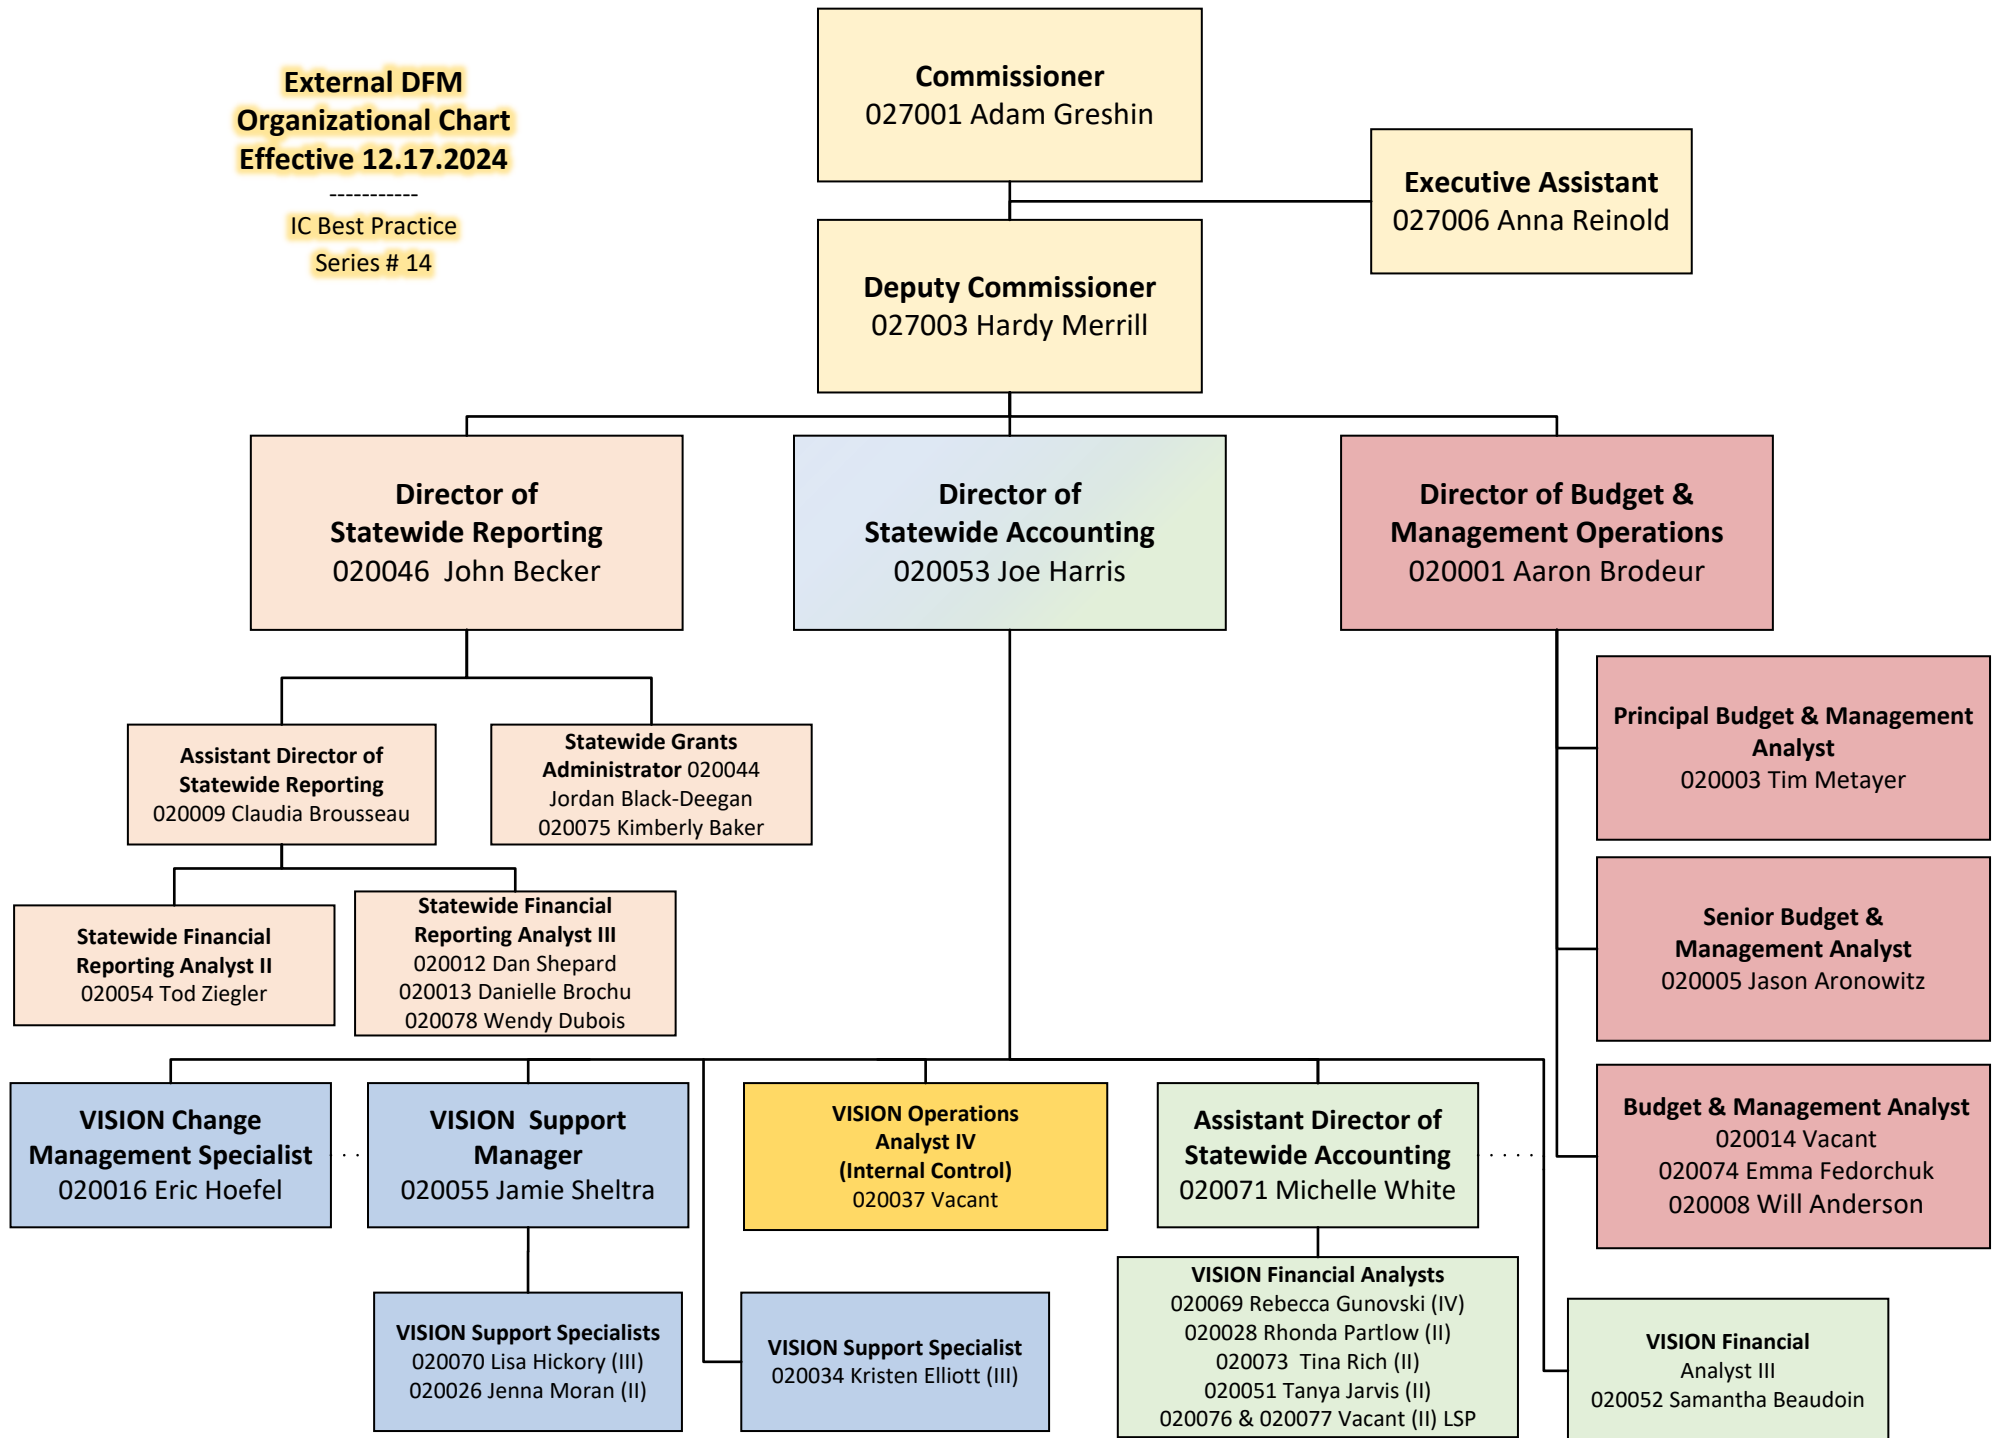 External DFM
Organizational Chart
Effective 12.17.2024
-----------
IC Best Practice
Series # 14
Commissioner
027001 Adam Greshin
Executive Assistant
027006 Anna Reinold
Deputy Commissioner
027003 Hardy Merrill
Director of
Statewide Reporting
020046  John Becker
Director of
Statewide Accounting
020053 Joe Harris
Director of Budget &
Management Operations
020001 Aaron Brodeur
Assistant Director of
Statewide Reporting
020009 Claudia Brousseau
Statewide Grants
Administrator 020044
Jordan Black-Deegan
020075 Kimberly Baker
Principal Budget & Management
Analyst
020003 Tim Metayer
Statewide Financial
Reporting Analyst II
020054 Tod Ziegler
Statewide Financial
Reporting Analyst III
020012 Dan Shepard
020013 Danielle Brochu
020078 Wendy Dubois
Senior Budget &
Management Analyst
020005 Jason Aronowitz
VISION Change
Management Specialist
020016 Eric Hoefel
VISION  Support
Manager
020055 Jamie Sheltra
VISION Operations
Analyst IV
(Internal Control)
020037 Vacant
Assistant Director of
Statewide Accounting
020071 Michelle White
Budget & Management Analyst
020014 Vacant
020074 Emma Fedorchuk
020008 Will Anderson
VISION Support Specialists
020070 Lisa Hickory (III)
020026 Jenna Moran (II)
VISION Support Specialist
020034 Kristen Elliott (III)
VISION Financial Analysts
020069 Rebecca Gunovski (IV)
020028 Rhonda Partlow (II)
020073  Tina Rich (II)
020051 Tanya Jarvis (II)
020076 & 020077 Vacant (II) LSP
VISION Financial
Analyst III
020052 Samantha Beaudoin